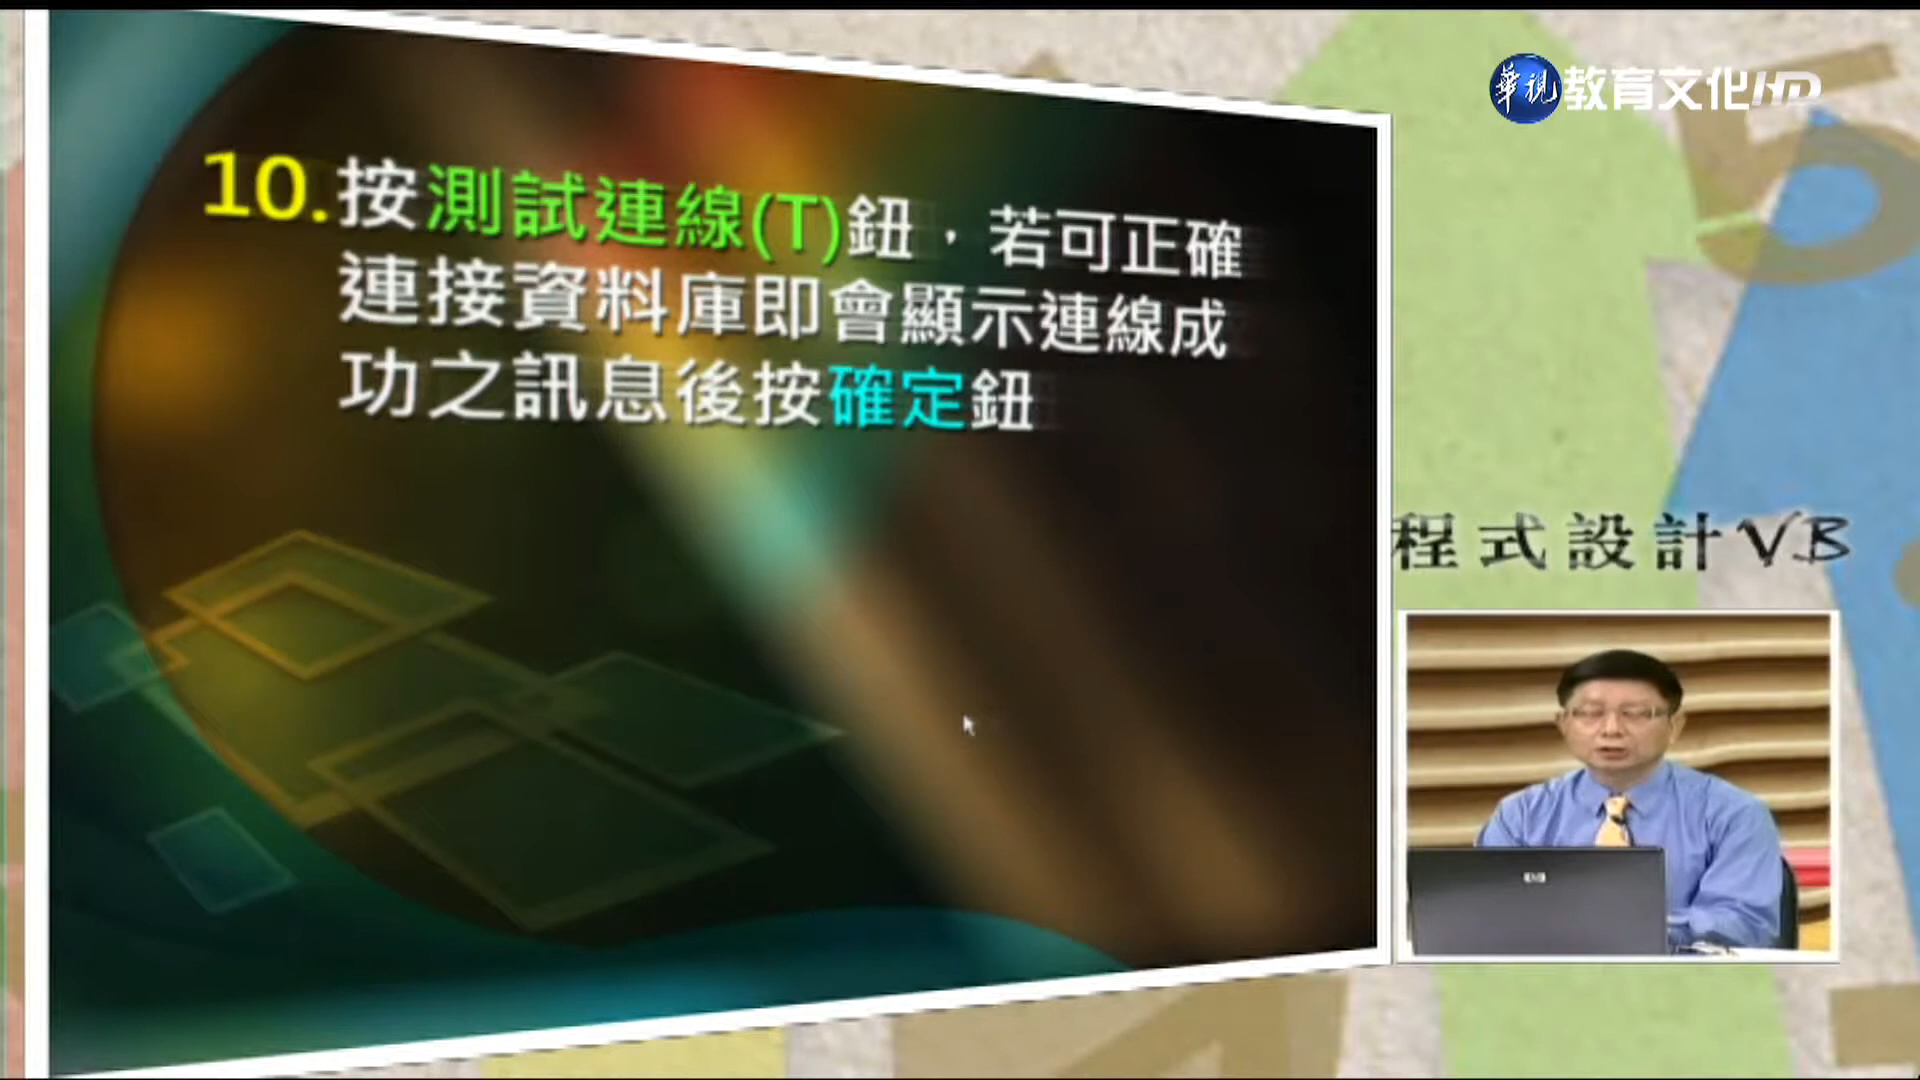 華視 教育文化HD
10.按測試連線(T)鈕，若可正確
連接資料庫即會顯示連線成
功之訊息後按確定鈕
程式設計VB
hp